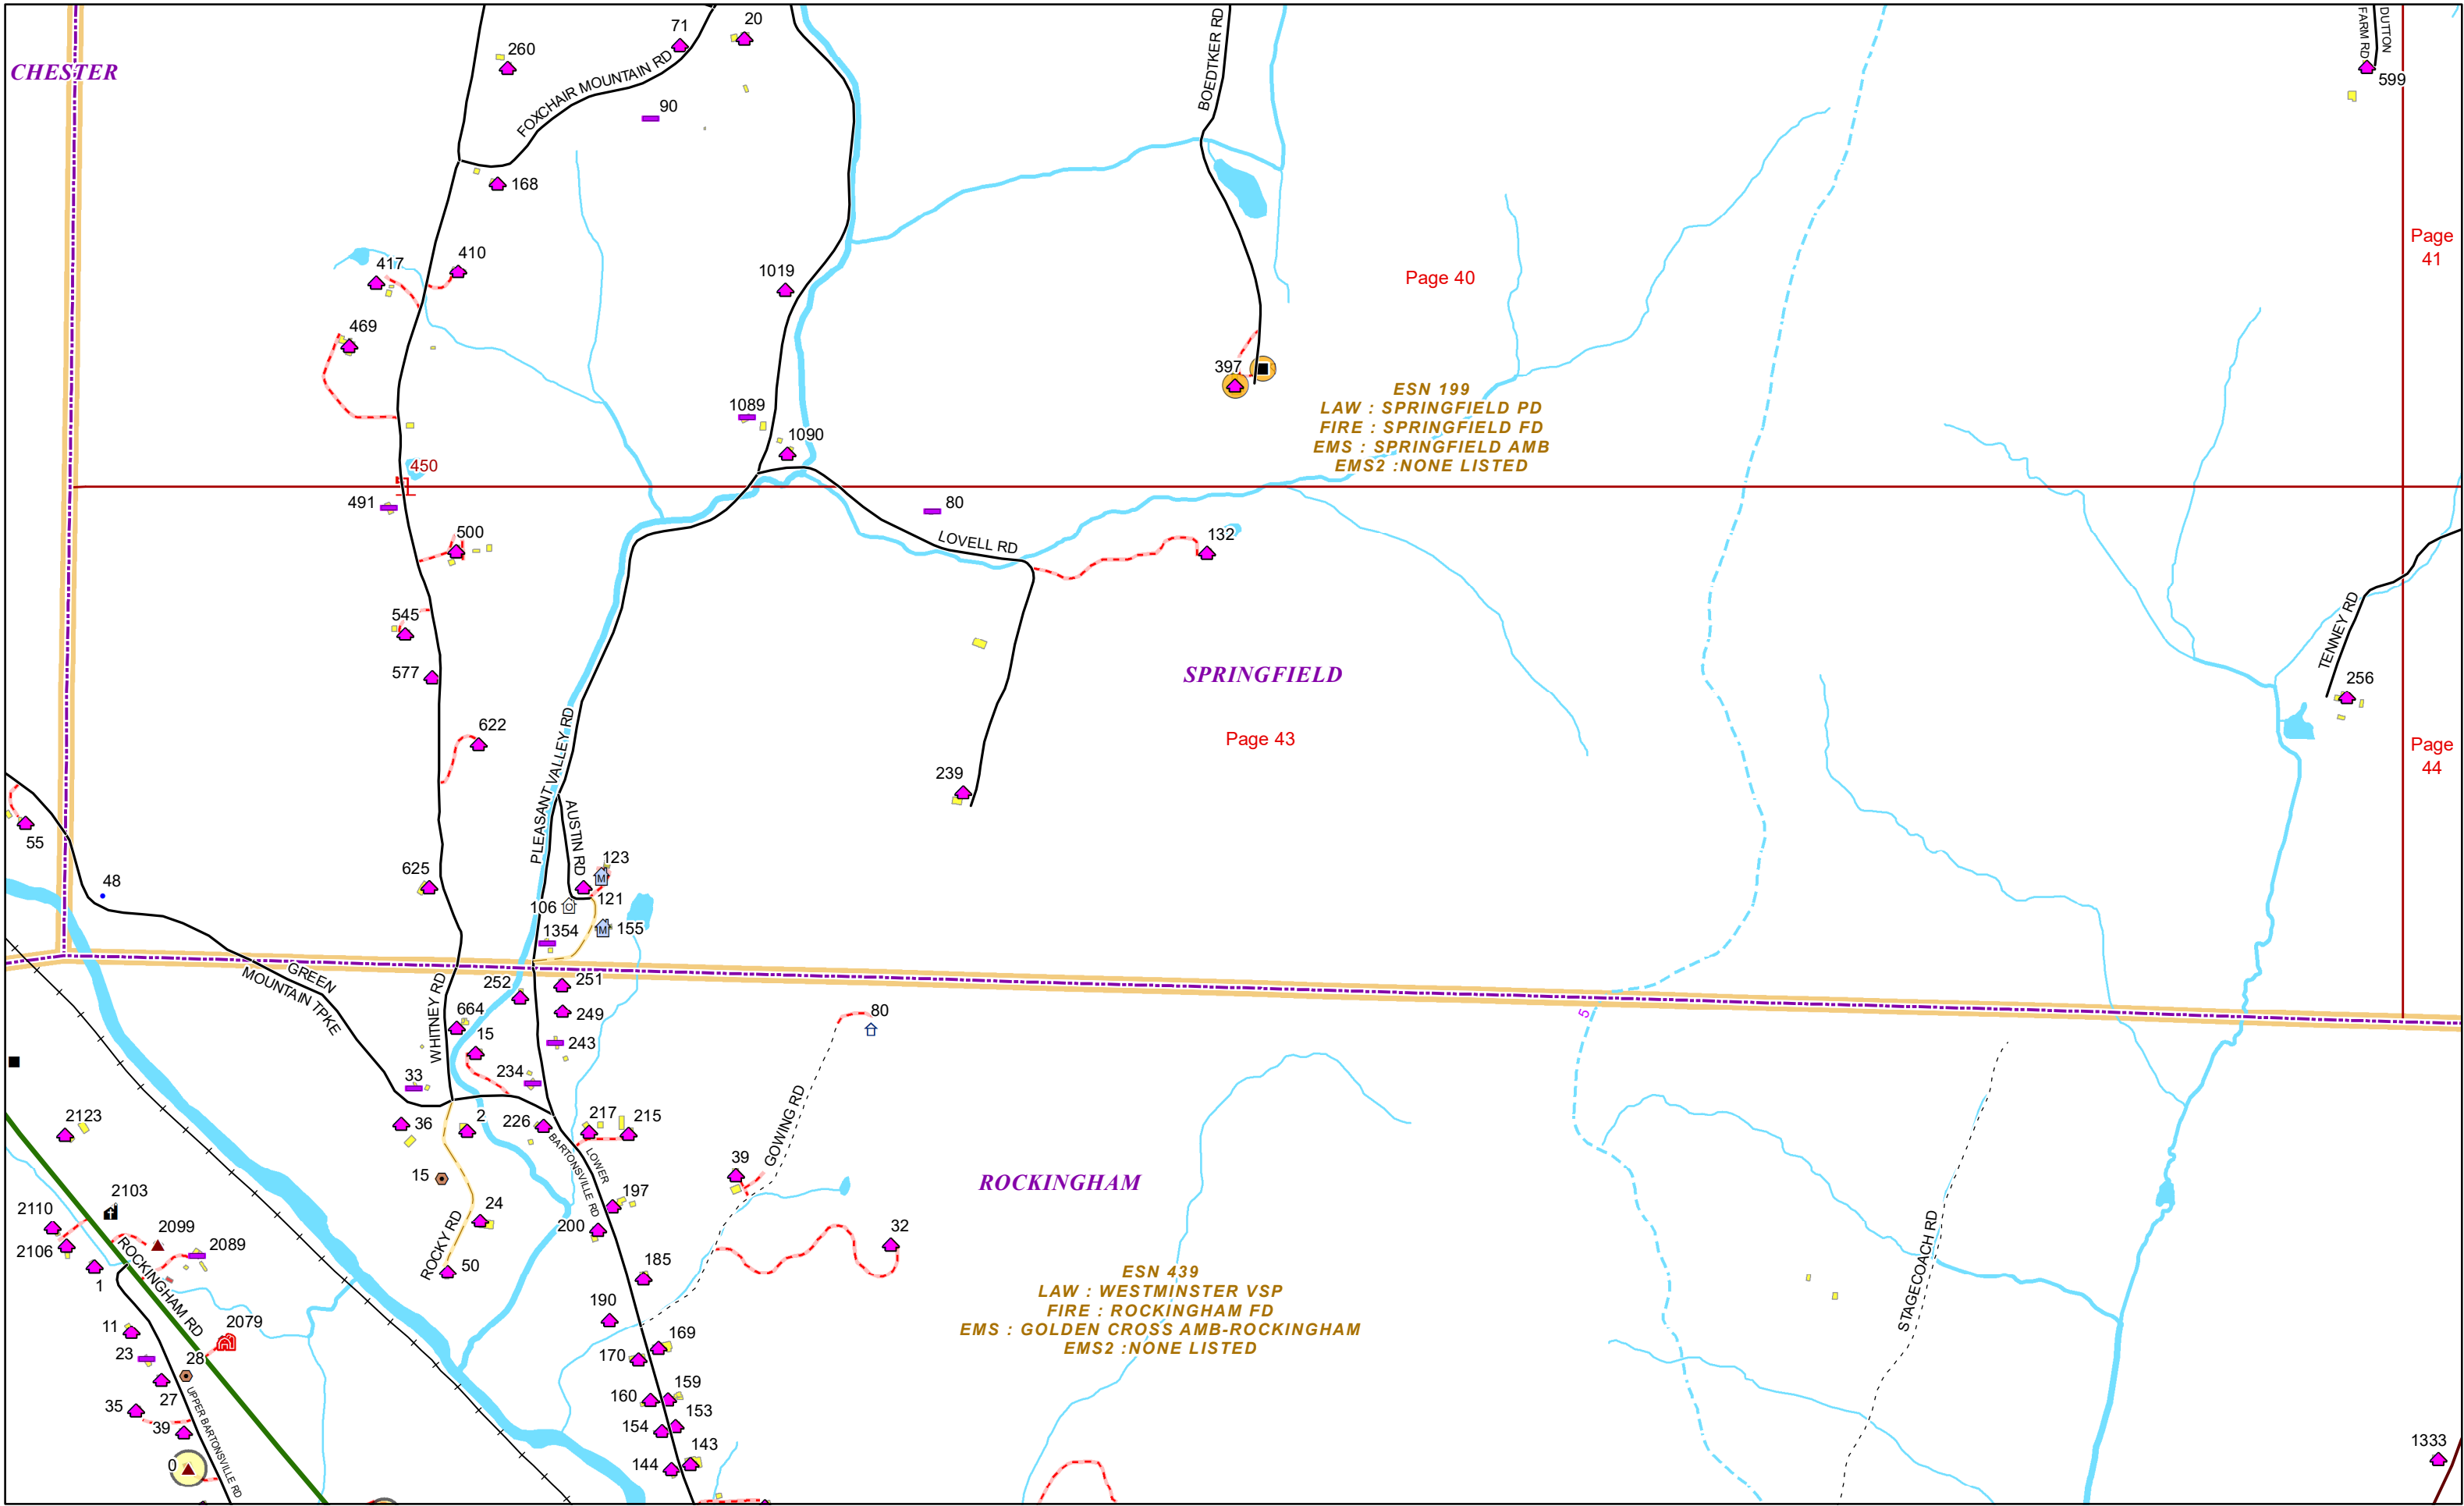 CHESTER
260
71
20
FOXCHAIR MOUNTAIN RD
90
168
BOEDTKER RD
DUTTON
FARM RD
599
Page
41
Page 40
417
410
469
1019
397
1089
1090
ESN 199
LAW : SPRINGFIELD PD
FIRE : SPRINGFIELD FD
EMS : SPRINGFIELD AMB
EMS2 :NONE LISTED
450
491
500
80
LOVELL RD
132
545
577
622
SPRINGFIELD
Page 43
TENNEY RD
256
Page
44
239
PLEASANT VALLEY RD
AUSTIN RD
55
48
625
123
M
121
106
O
1354
M
155
GREEN
MOUNTAIN TPKE
WHITNEY RD
252
251
249
664
15
243
234
33
80
5
36
2
226
217
215
2123
LOWER
BARTONSVILLE RD
GOWING RD
39
15
24
197
200
ROCKY RD
50
ROCKINGHAM
32
STAGECOACH RD
2103
2110
2099
2106
2089
1
ROCKINGHAM RD
185
190
ESN 439
LAW : WESTMINSTER VSP
FIRE : ROCKINGHAM FD
EMS : GOLDEN CROSS AMB-ROCKINGHAM
EMS2 :NONE LISTED
11
2079
23
28
27
35
39
UPPER BARTONSVILLE RD
0
169
170
159
160
153
154
143
144
1333